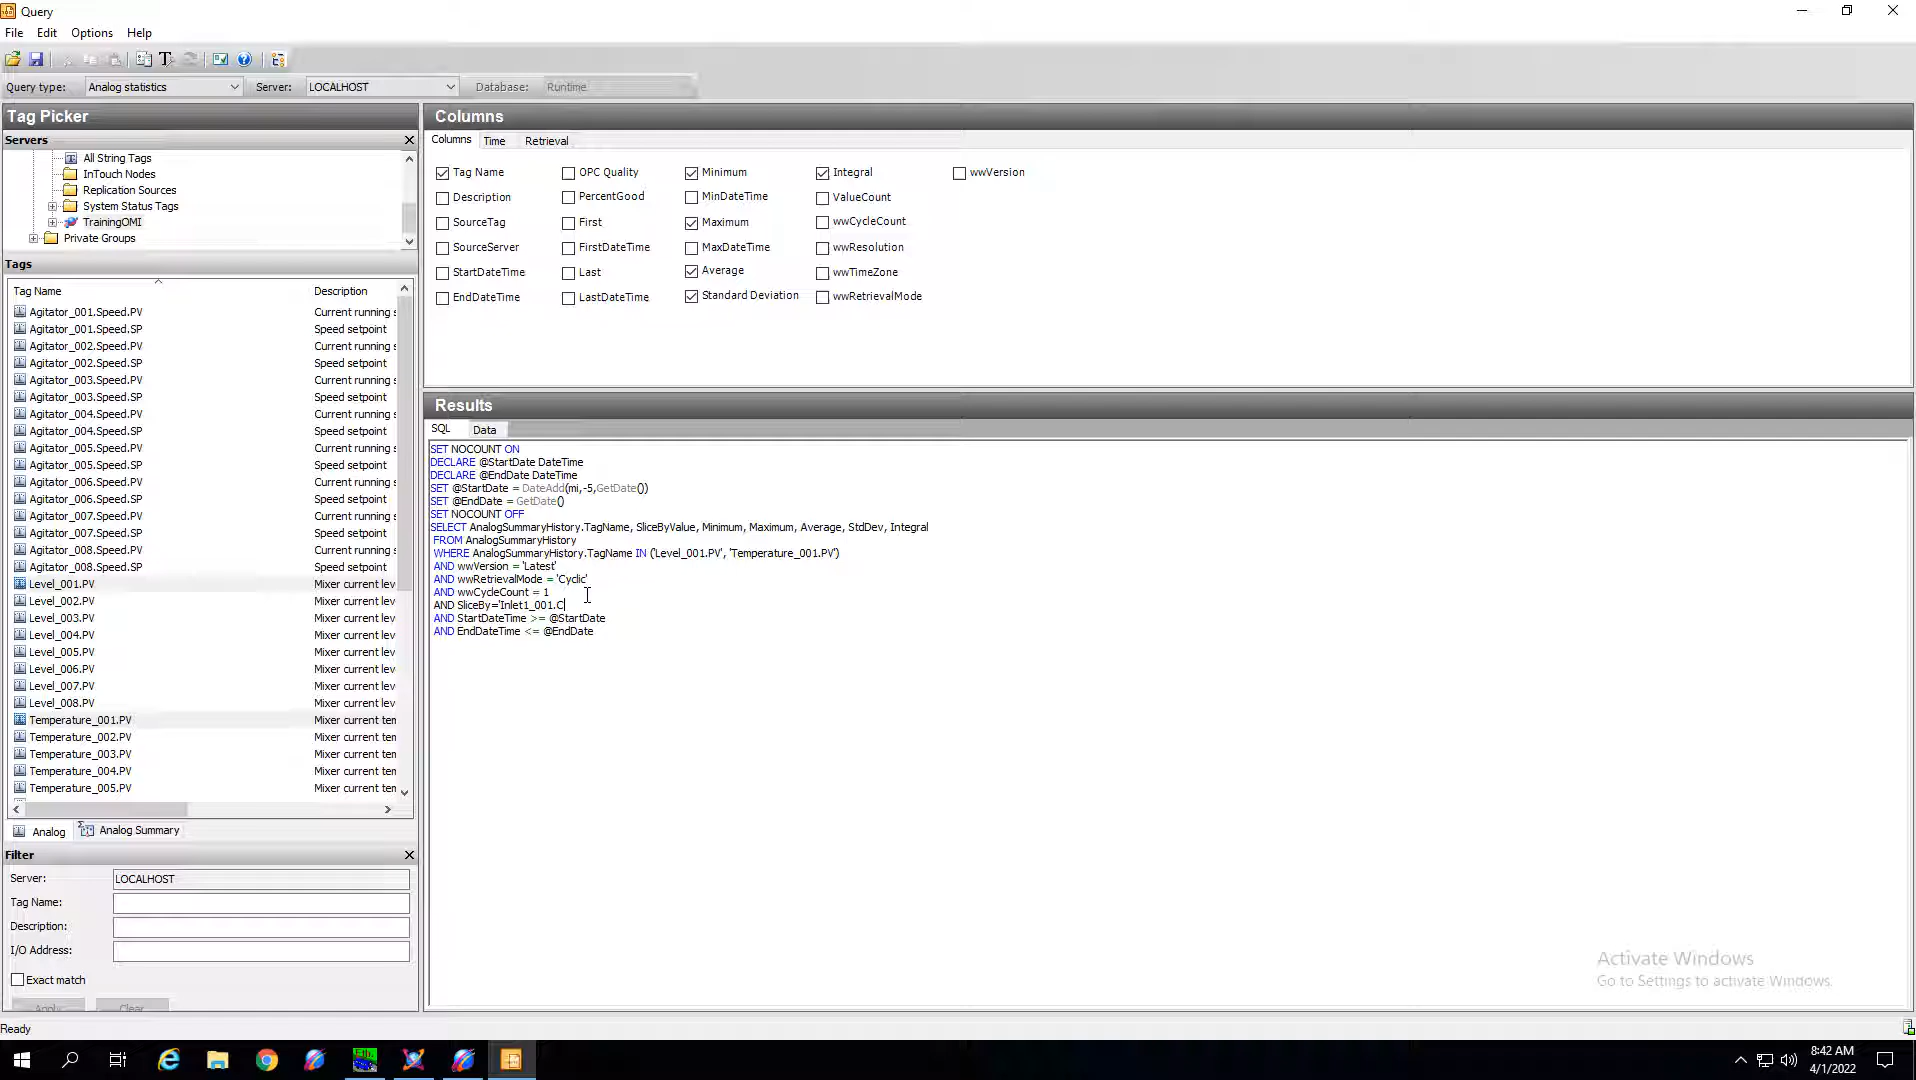 Query
File Edit Options Help
Query type: Analog statistics Server: LOCALHOST Database: Runtime
Tag Picker
Servers
All String Tags
InTouch Nodes
Replication Sources
System Status Tags
TrainingOMI
Private Groups
Tags
Tag Name Description
Agitator_001.Speed.PV Current running s
Agitator_001.Speed.SP Speed setpoint
Agitator_002.Speed.PV Current running s
Agitator_002.Speed.SP Speed setpoint
Agitator_003.Speed.PV Current running s
Agitator_003.Speed.SP Speed setpoint
Agitator_004.Speed.PV Current running s
Agitator_004.Speed.SP Speed setpoint
Agitator_005.Speed.PV Current running s
Agitator_005.Speed.SP Speed setpoint
Agitator_006.Speed.PV Current running s
Agitator_006.Speed.SP Speed setpoint
Agitator_007.Speed.PV Current running s
Agitator_007.Speed.SP Speed setpoint
Agitator_008.Speed.PV Current running s
Agitator_008.Speed.SP Speed setpoint
Level_001.PV Mixer current lev
Level_002.PV Mixer current lev
Level_003.PV Mixer current lev
Level_004.PV Mixer current lev
Level_005.PV Mixer current lev
Level_006.PV Mixer current lev
Level_007.PV Mixer current lev
Level_008.PV Mixer current lev
Temperature_001.PV Mixer current tem
Temperature_002.PV Mixer current tem
Temperature_003.PV Mixer current tem
Temperature_004.PV Mixer current tem
Temperature_005.PV Mixer current tem
Analog Analog Summary
Filter
Server: LOCALHOST
Tag Name:
Description:
I/O Address:
Exact match
Apply Clear
Ready
Columns
Columns Time Retrieval
Tag Name OPC Quality Minimum Integral wwVersion
Description PercentGood MinDateTime ValueCount
SourceTag First Maximum wwCycleCount
SourceServer FirstDateTime MaxDateTime wwResolution
StartDateTime Last Average wwTimeZone
EndDateTime LastDateTime Standard Deviation wwRetrievalMode
Results
SQL Data
SET NOCOUNT ON
DECLARE @StartDate DateTime
DECLARE @EndDate DateTime
SET @StartDate = DateAdd(mi,-5,GetDate())
SET @EndDate = GetDate()
SET NOCOUNT OFF
SELECT AnalogSummaryHistory.TagName, SliceByValue, Minimum, Maximum, Average, StdDev, Integral
FROM AnalogSummaryHistory
WHERE AnalogSummaryHistory.TagName IN ('Level_001.PV', 'Temperature_001.PV')
AND wwVersion = 'Latest'
AND wwRetrievalMode = 'Cyclic'
AND wwCycleCount = 1
AND SliceBy='Inlet1_001.C
AND StartDateTime >= @StartDate
AND EndDateTime <= @EndDate
Activate Windows
Go to Settings to activate Windows.
8:42 AM
4/1/2022